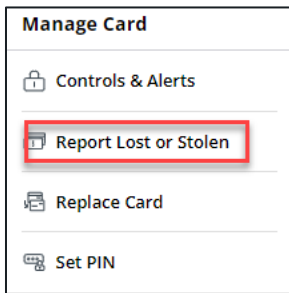 Manage Card
Controls & Alerts
Report Lost or Stolen
Replace Card
Set PIN